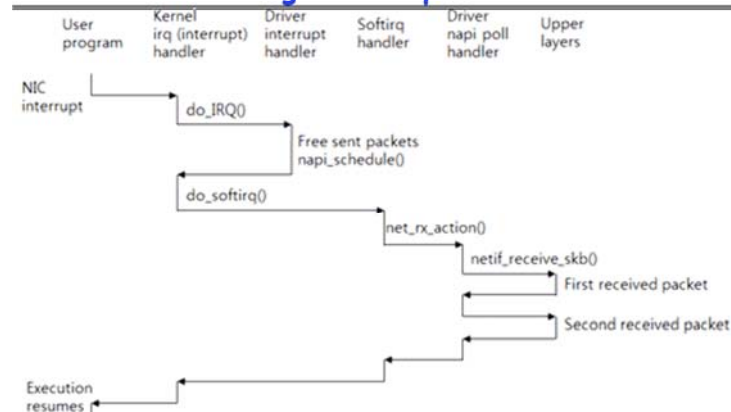 User
program
Kernel
irq (interrupt)
handler
Driver
interrupt
handler
Softirq
handler
Driver
napi poll
handler
Upper
layers
NIC
interrupt
do_IRQ()
Free sent packets
napi_schedule()
do_softirq()
net_rx_action()
netif_receive_skb()
First received packet
Second received packet
Execution
resumes